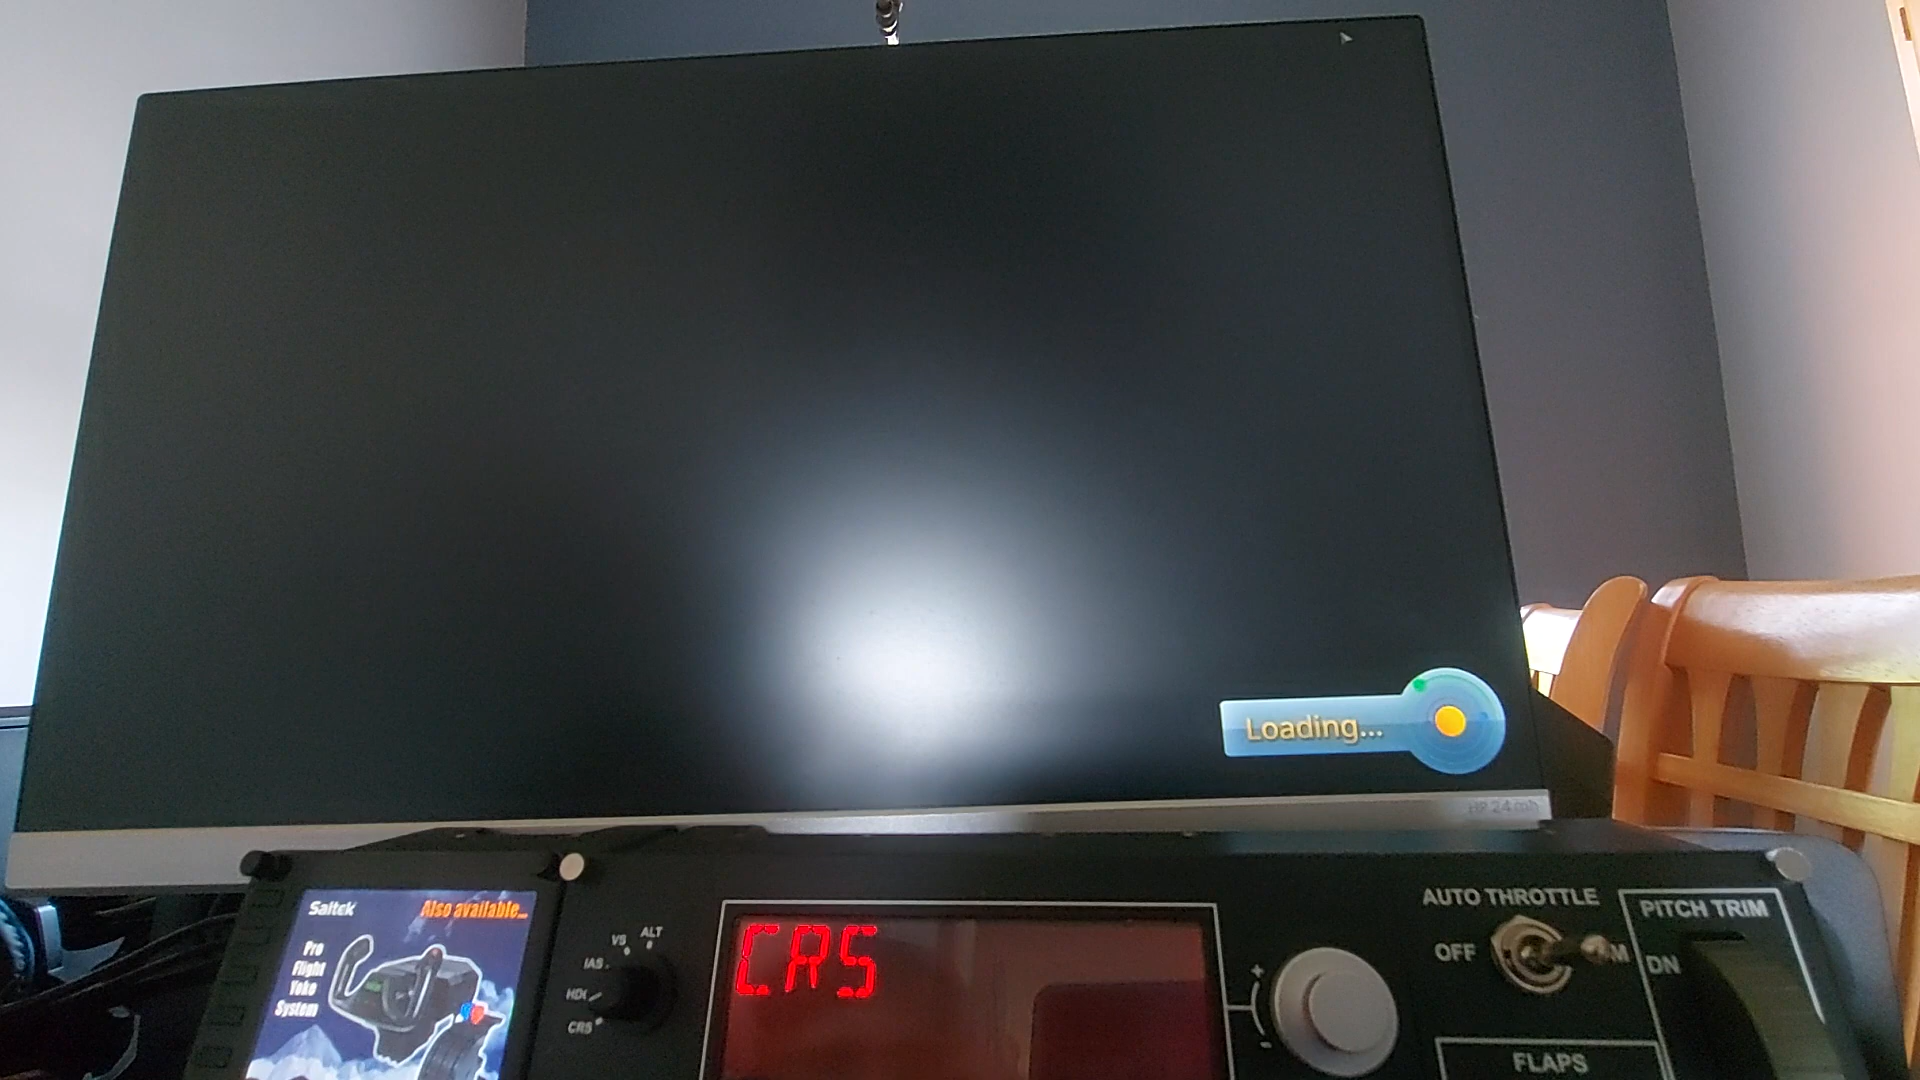 Loading...
HP 24mh
Saitek
Also available...
Pro
Flight
Yoke
System
ALT
VS
IAS
HDG
CRS
CRS
+
-
AUTO THROTTLE
OFF
PITCH TRIM
DN
FLAPS